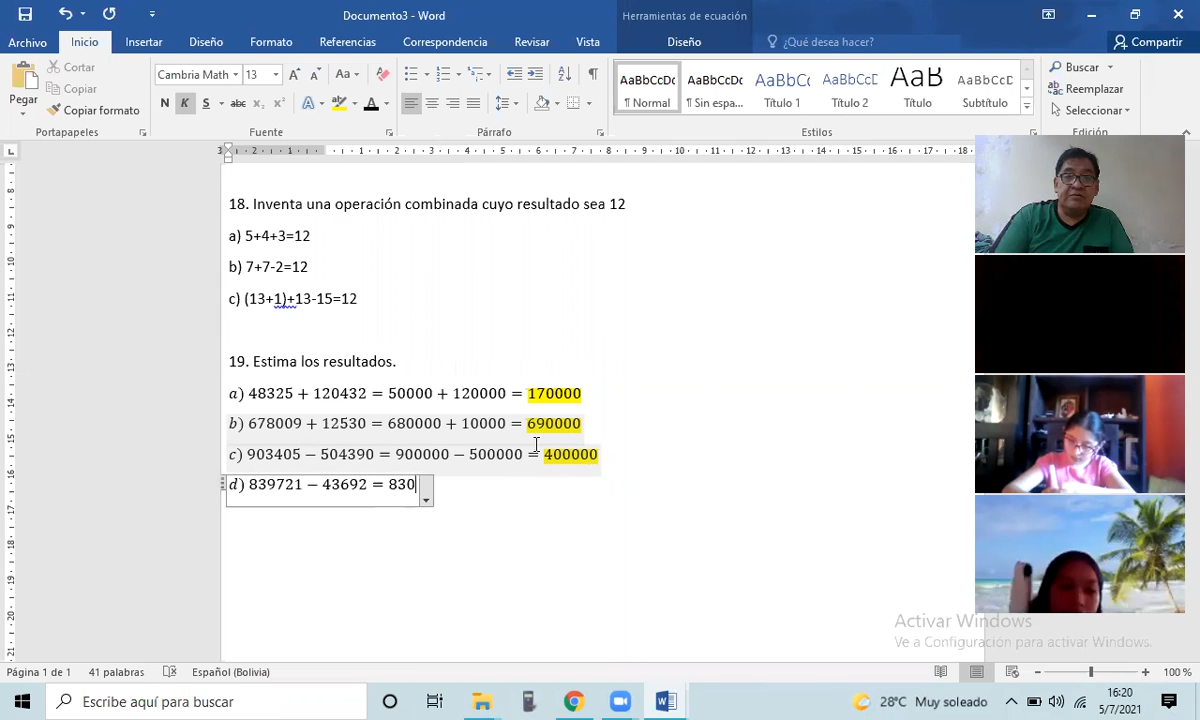 Documento3 - Word
Herramientas de ecuación
Archivo Inicio Insertar Diseño Formato Referencias Correspondencia Revisar Vista Diseño ¿Qué desea hacer? Compartir
Pegar
Cortar
Copiar
Copiar formato
Portapapeles
Cambria Math 13
Fuente
Párrafo
AaBbCcDc AaBbCcDc AaBbCcD AaBbCcD AaB AaBbCcD
¶ Normal ¶ Sin espa... Título 1 Título 2 Título Subtítulo
Estilos
Buscar
Reemplazar
Seleccionar
Edición
18. Inventa una operación combinada cuyo resultado sea 12
a) 5+4+3=12
b) 7+7-2=12
c) (13+1)+13-15=12
19. Estima los resultados.
a) 48325 + 120432 = 50000 + 120000 = 170000
b) 678009 + 12530 = 680000 + 10000 = 690000
c) 903405 − 504390 = 900000 − 500000 = 400000
d) 839721 − 43692 = 830
Activar Windows
Ve a Configuración para activar Windows.
Página 1 de 1 41 palabras Español (Bolivia) 100 %
Escribe aquí para buscar
28°C Muy soleado
16:20
5/7/2021